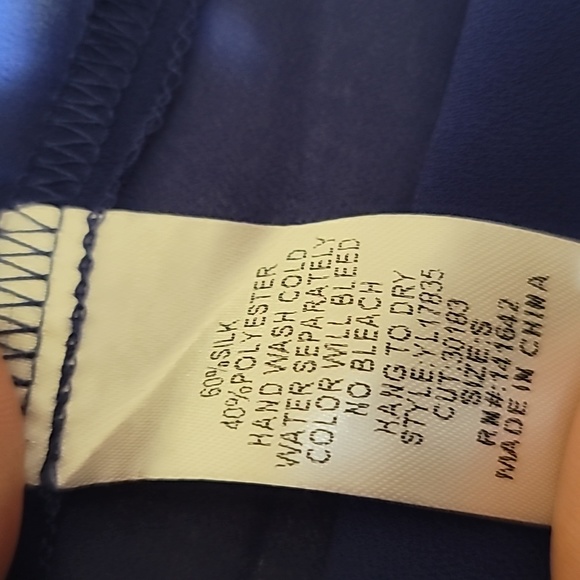 60%SILK
40%POLYESTER
HAND WASH COLD
WATER SEPARATELY
COLOR WILL BLEED
NO BLEACH
HANG TO DRY
STYLE:YL17835
CUT:30183
SIZE:S
RN#:141642
MADE IN CHINA